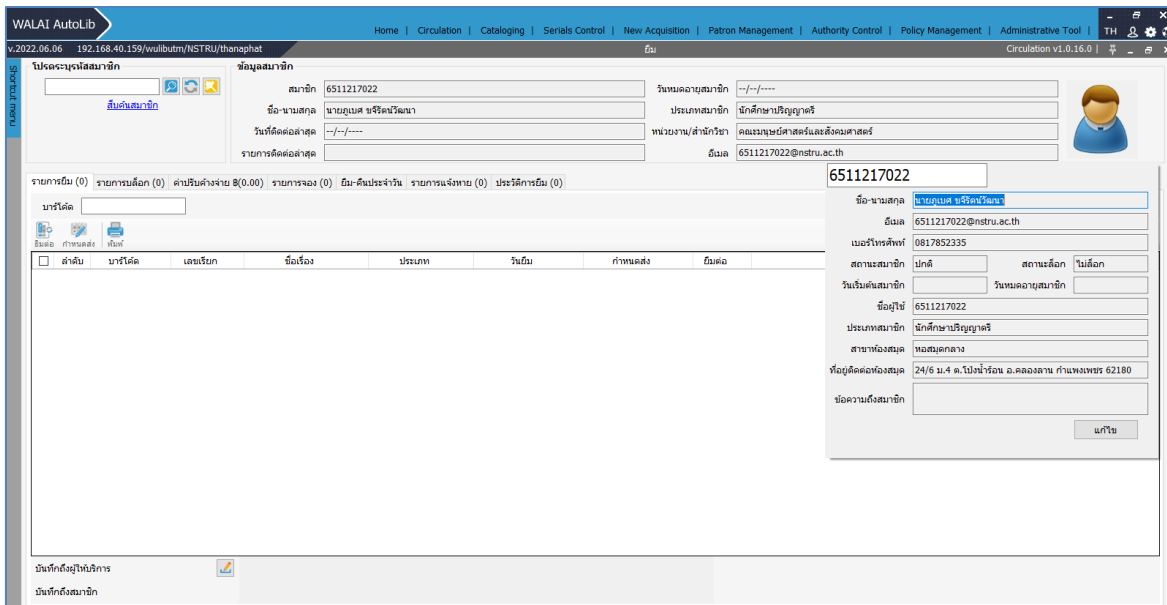 WALAI AutoLib
Home | Circulation | Cataloging | Serials Control | New Acquisition | Patron Management | Authority Control | Policy Management | Administrative Tool | TH
v.2022.06.06 192.168.40.159/wulibutm/NSTRU/thanaphat ยืม Circulation v1.0.16.0 |
Shortcut menu
โปรดระบุรหัสสมาชิก
สืบค้นสมาชิก
ข้อมูลสมาชิก
สมาชิก 6511217022 วันหมดอายุสมาชิก --/--/----
ชื่อ-นามสกุล นายภูเบศ ขจีรัตน์วัฒนา ประเภทสมาชิก นักศึกษาปริญญาตรี
วันที่ติดต่อล่าสุด --/--/---- หน่วยงาน/สำนักวิชา คณะมนุษย์ศาสตร์และสังคมศาสตร์
รายการติดต่อล่าสุด อีเมล 6511217022@nstru.ac.th
รายการยืม (0) รายการบล็อก (0) ค่าปรับค้างจ่าย ฿(0.00) รายการจอง (0) ยืม-คืนประจำวัน รายการแจ้งหาย (0) ประวัติการยืม (0)
บาร์โค้ด
ยืมต่อ กำหนดส่ง พิมพ์
ลำดับ บาร์โค้ด เลขเรียก ชื่อเรื่อง ประเภท วันยืม กำหนดส่ง ยืมต่อ
6511217022
ชื่อ-นามสกุล นายภูเบศ ขจีรัตน์วัฒนา
อีเมล 6511217022@nstru.ac.th
เบอร์โทรศัพท์ 0817852335
สถานะสมาชิก ปกติ สถานะล็อก ไม่ล็อก
วันเริ่มต้นสมาชิก วันหมดอายุสมาชิก
ชื่อผู้ใช้ 6511217022
ประเภทสมาชิก นักศึกษาปริญญาตรี
สาขาห้องสมุด หอสมุดกลาง
ที่อยู่ติดต่อห้องสมุด 24/6 ม.4 ต.โป่งน้ำร้อน อ.คลองลาน กำแพงเพชร 62180
ข้อความถึงสมาชิก
แก้ไข
บันทึกถึงผู้ให้บริการ
บันทึกถึงสมาชิก